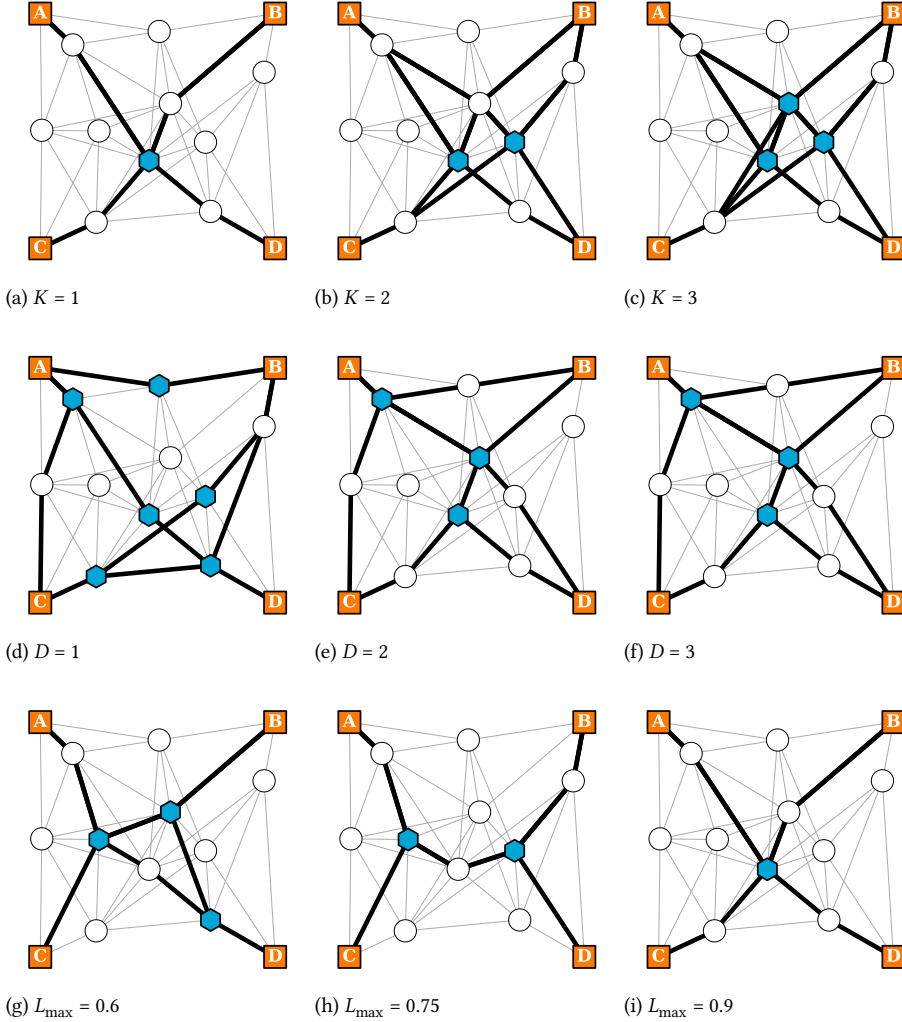 A B A B A B
C D C D C D
(a) K = 1 (b) K = 2 (c) K = 3
A B A B A B
C D C D C D
(d) D = 1 (e) D = 2 (f) D = 3
A B A B A B
C D C D C D
(g) Lmax = 0.6 (h) Lmax = 0.75 (i) Lmax = 0.9